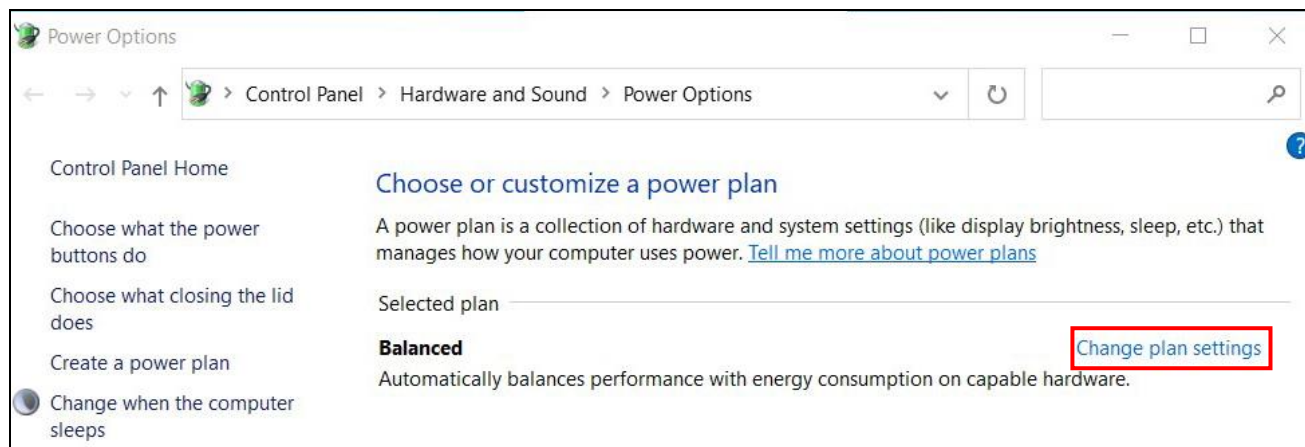 Power Options
Control Panel > Hardware and Sound > Power Options
?
Control Panel Home
Choose what the power
buttons do
Choose what closing the lid
does
Create a power plan
Change when the computer
sleeps
Choose or customize a power plan
A power plan is a collection of hardware and system settings (like display brightness, sleep, etc.) that
manages how your computer uses power. Tell me more about power plans
Selected plan
Balanced
Change plan settings
Automatically balances performance with energy consumption on capable hardware.